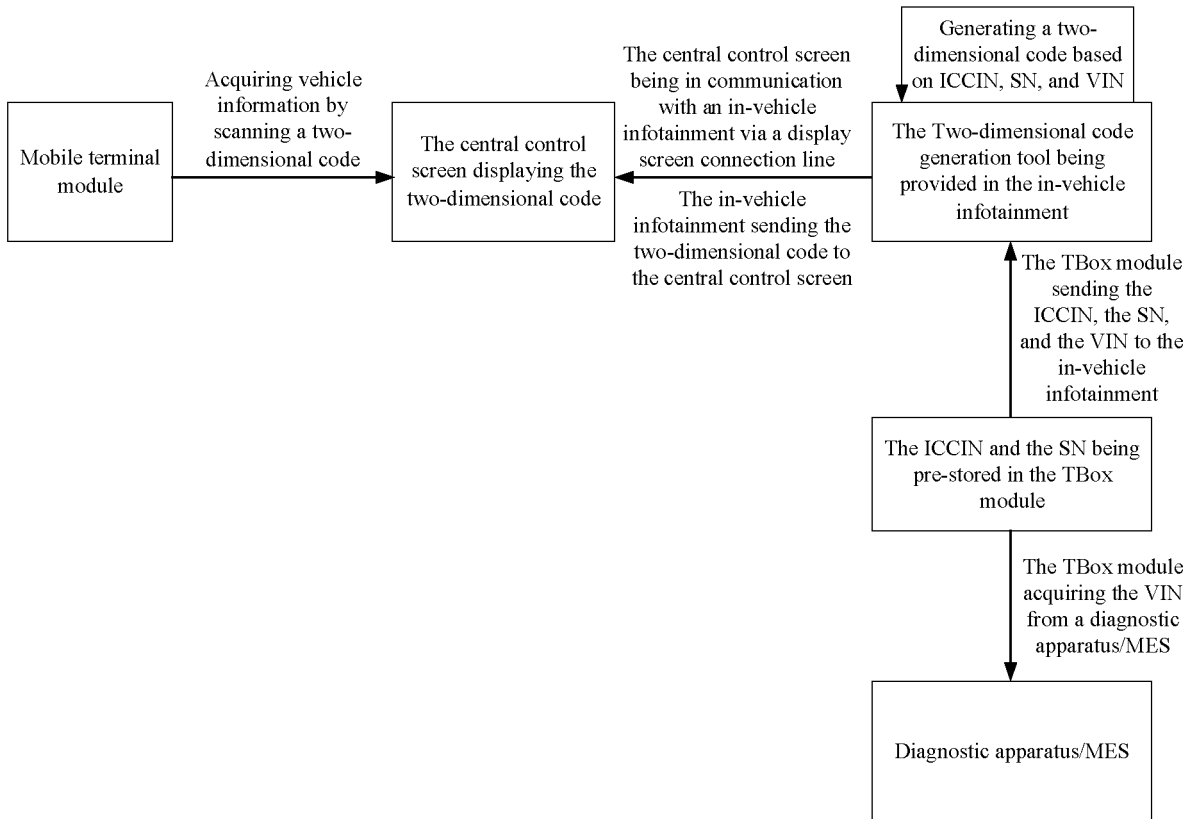 Mobile terminal
module
Acquiring vehicle
information by
scanning a two-
dimensional code
The central control
screen displaying the
two-dimensional code
The central control screen
being in communication
with an in-vehicle
infotainment via a display
screen connection line
The in-vehicle
infotainment sending the
two-dimensional code to
the central control screen
Generating a two-
dimensional code based
on ICCIN, SN, and VIN
The Two-dimensional code
generation tool being
provided in the in-vehicle
infotainment
The TBox module
sending the
ICCIN, the SN,
and the VIN to the
in-vehicle
infotainment
The ICCIN and the SN being
pre-stored in the TBox
module
The TBox module
acquiring the VIN
from a diagnostic
apparatus/MES
Diagnostic apparatus/MES